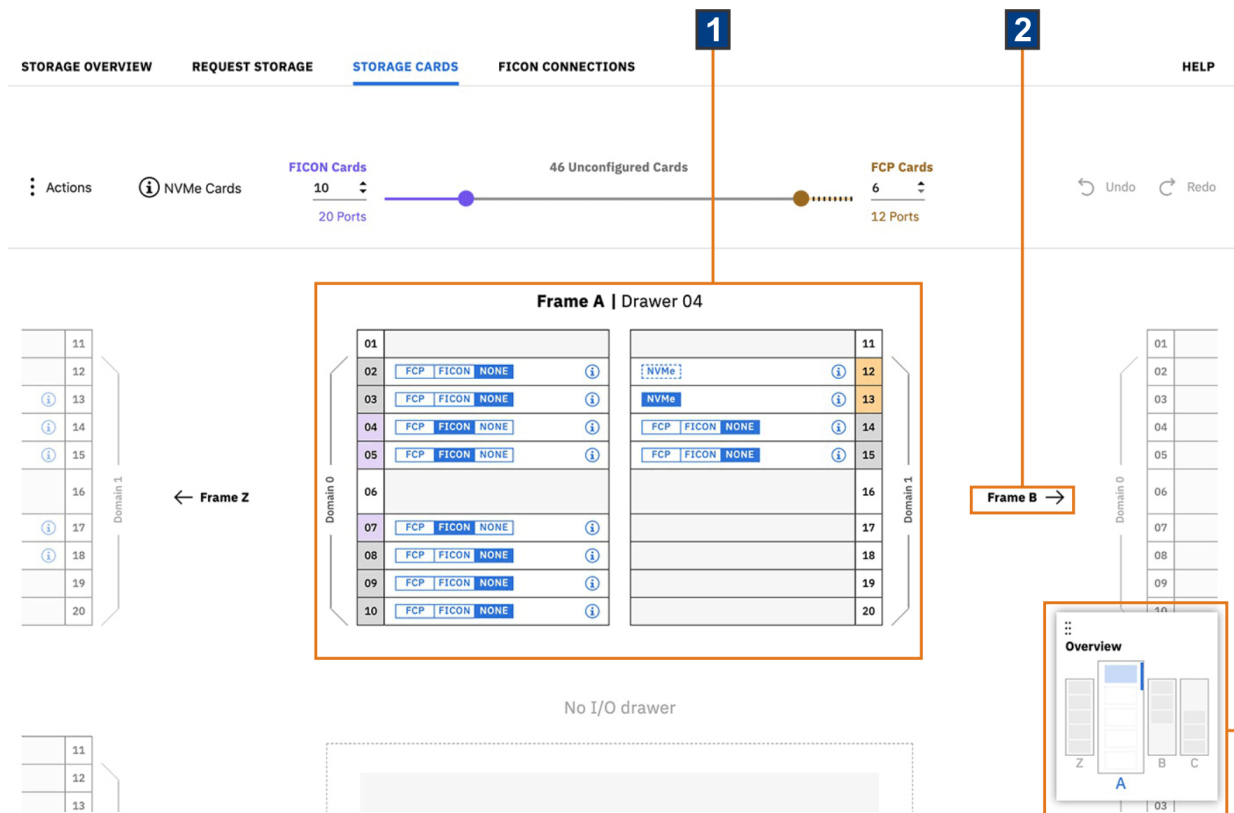 1 2
STORAGE OVERVIEW REQUEST STORAGE STORAGE CARDS FICON CONNECTIONS HELP
FICON Cards 46 Unconfigured Cards FCP Cards
Actions NVMe Cards 10 6 Undo Redo
20 Ports 12 Ports
Frame A | Drawer 04
11 01 11 01
12 02 FCP FICON NONE NVMe 12 02
13 03 FCP FICON NONE NVMe 13 03
14 04 FCP FICON NONE FCP FICON NONE 14 04
15 05 FCP FICON NONE FCP FICON NONE 15 05
16 Domain 1 Frame Z Domain 0 06 16 Domain 1 Frame B Domain 0 06
17 07 FCP FICON NONE 17 07
18 08 FCP FICON NONE 18 08
19 09 FCP FICON NONE 19 09
20 10 FCP FICON NONE 20 10
Overview
Z A B C
No I/O drawer
11
12
13 03